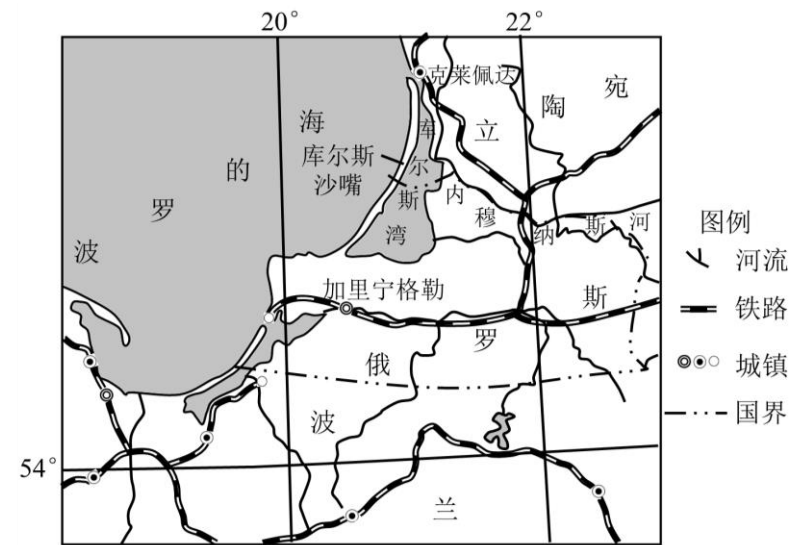 20°
22°
克莱佩达
立陶宛
波罗的海
库尔斯
沙嘴
车尔斯湾
内穆纳斯河
加里宁格勒
俄罗斯
波兰
54°
图例
河流
铁路
城镇
国界